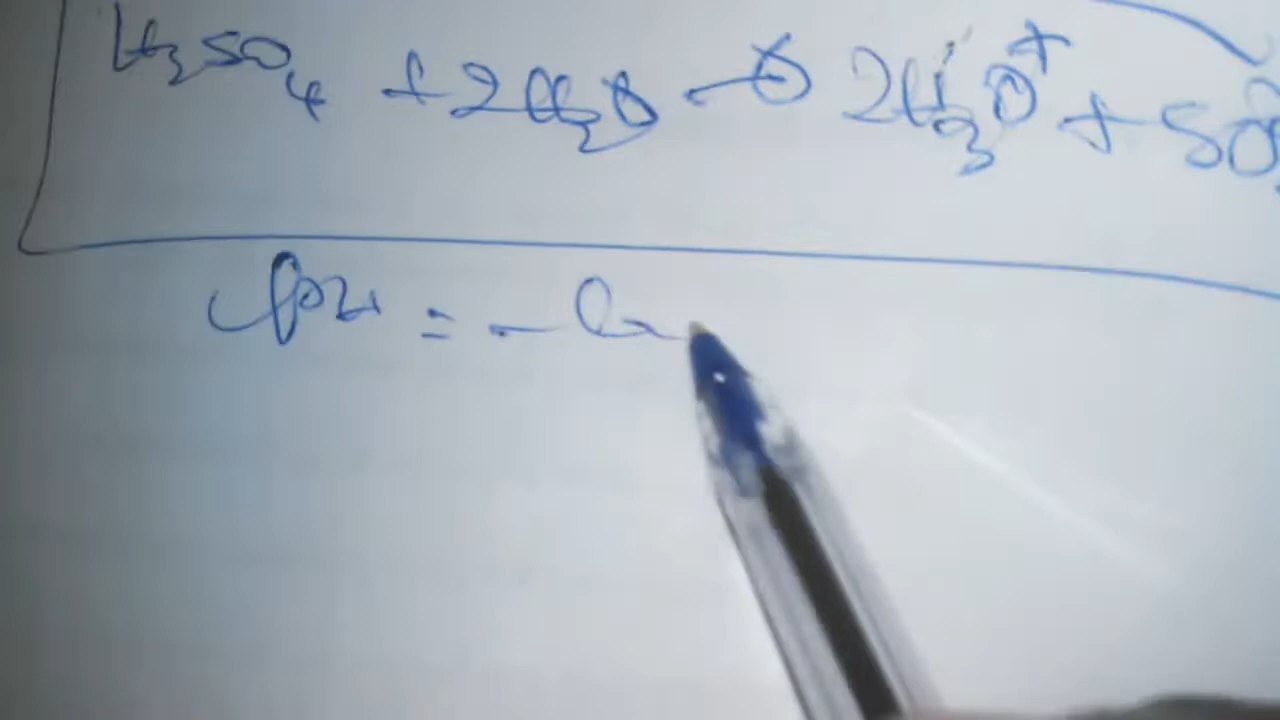 H₂SO₄ + 2H₂O → 2H₃O⁺ + SO
pH = -